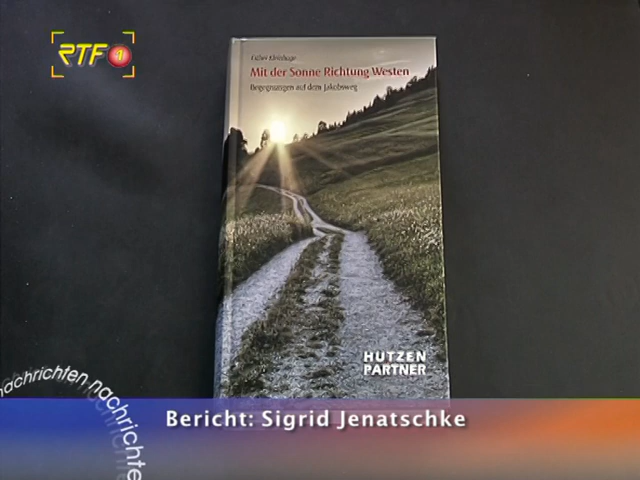 RTF 1
Mit der Sonne Richtung Westen
Begegnungen auf dem Jakobsweg
HUTZEN
PARTNER
nachrichten nachrichten
Bericht: Sigrid Jenatschke